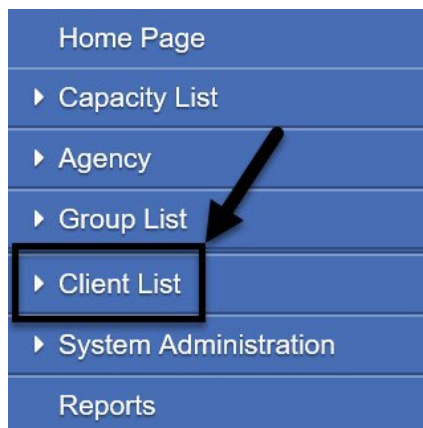 Home Page
Capacity List
Agency
Group List
Client List
System Administration
Reports